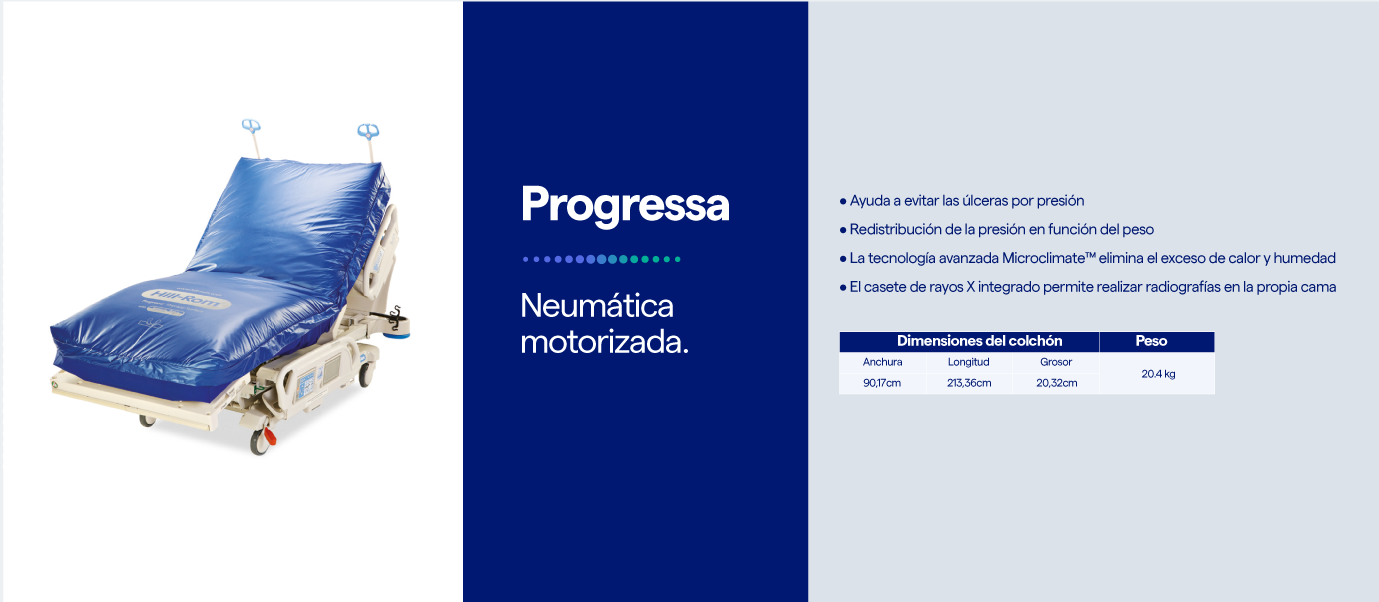 Hill-Rom
Progressa
Neumática
motorizada.
● Ayuda a evitar las úlceras por presión
● Redistribución de la presión en función del peso
● La tecnología avanzada Microclimate™ elimina el exceso de calor y humedad
● El casete de rayos X integrado permite realizar radiografías en la propia cama
Dimensiones del colchón Peso
Anchura Longitud Grosor
90,17cm 213,36cm 20,32cm 20.4 kg